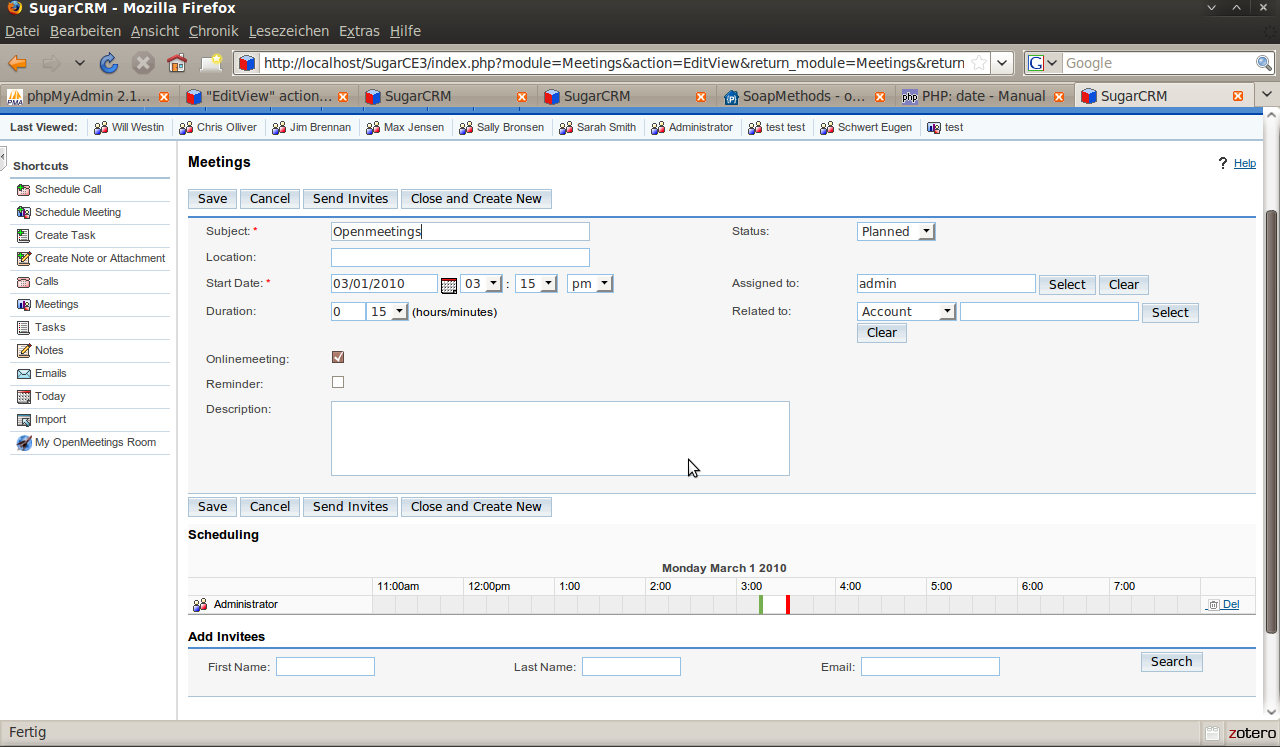 SugarCRM - Mozilla Firefox
Datei Bearbeiten Ansicht Chronik Lesezeichen Extras Hilfe
http://localhost/SugarCE3/index.php?module=Meetings&action=EditView&return_module=Meetings&return G Google
PMA phpMyAdmin 2.1... "EditView" action... SugarCRM SugarCRM SoapMethods - o... php PHP: date - Manual SugarCRM
Last Viewed: Will Westin Chris Olliver Jim Brennan Max Jensen Sally Bronsen Sarah Smith Administrator test test Schwert Eugen test
Shortcuts
Schedule Call
Schedule Meeting
Create Task
Create Note or Attachment
Calls
Meetings
Tasks
Notes
Emails
Today
Import
My OpenMeetings Room
Meetings
? Help
Save Cancel Send Invites Close and Create New
Subject: * Openmeetings Status: Planned
Location:
Start Date: * 03/01/2010 03 : 15 pm Assigned to: admin Select Clear
Duration: 0 15 (hours/minutes) Related to: Account Select
Clear
Onlinemeeting:
Reminder:
Description:
Save Cancel Send Invites Close and Create New
Scheduling
Monday March 1 2010
11:00am 12:00pm 1:00 2:00 3:00 4:00 5:00 6:00 7:00
Administrator Del
Add Invitees
First Name: Last Name: Email: Search
Fertig zotero